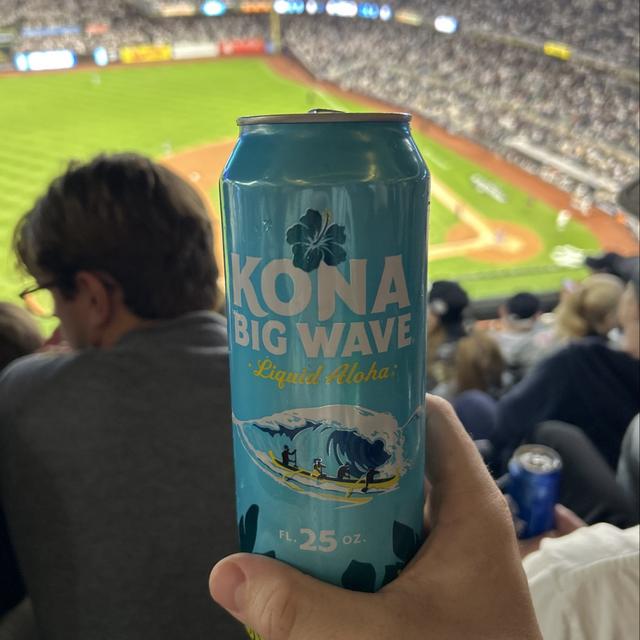 KONA
BIG WAVE
·Liquid Aloha·
FL. 25 OZ.